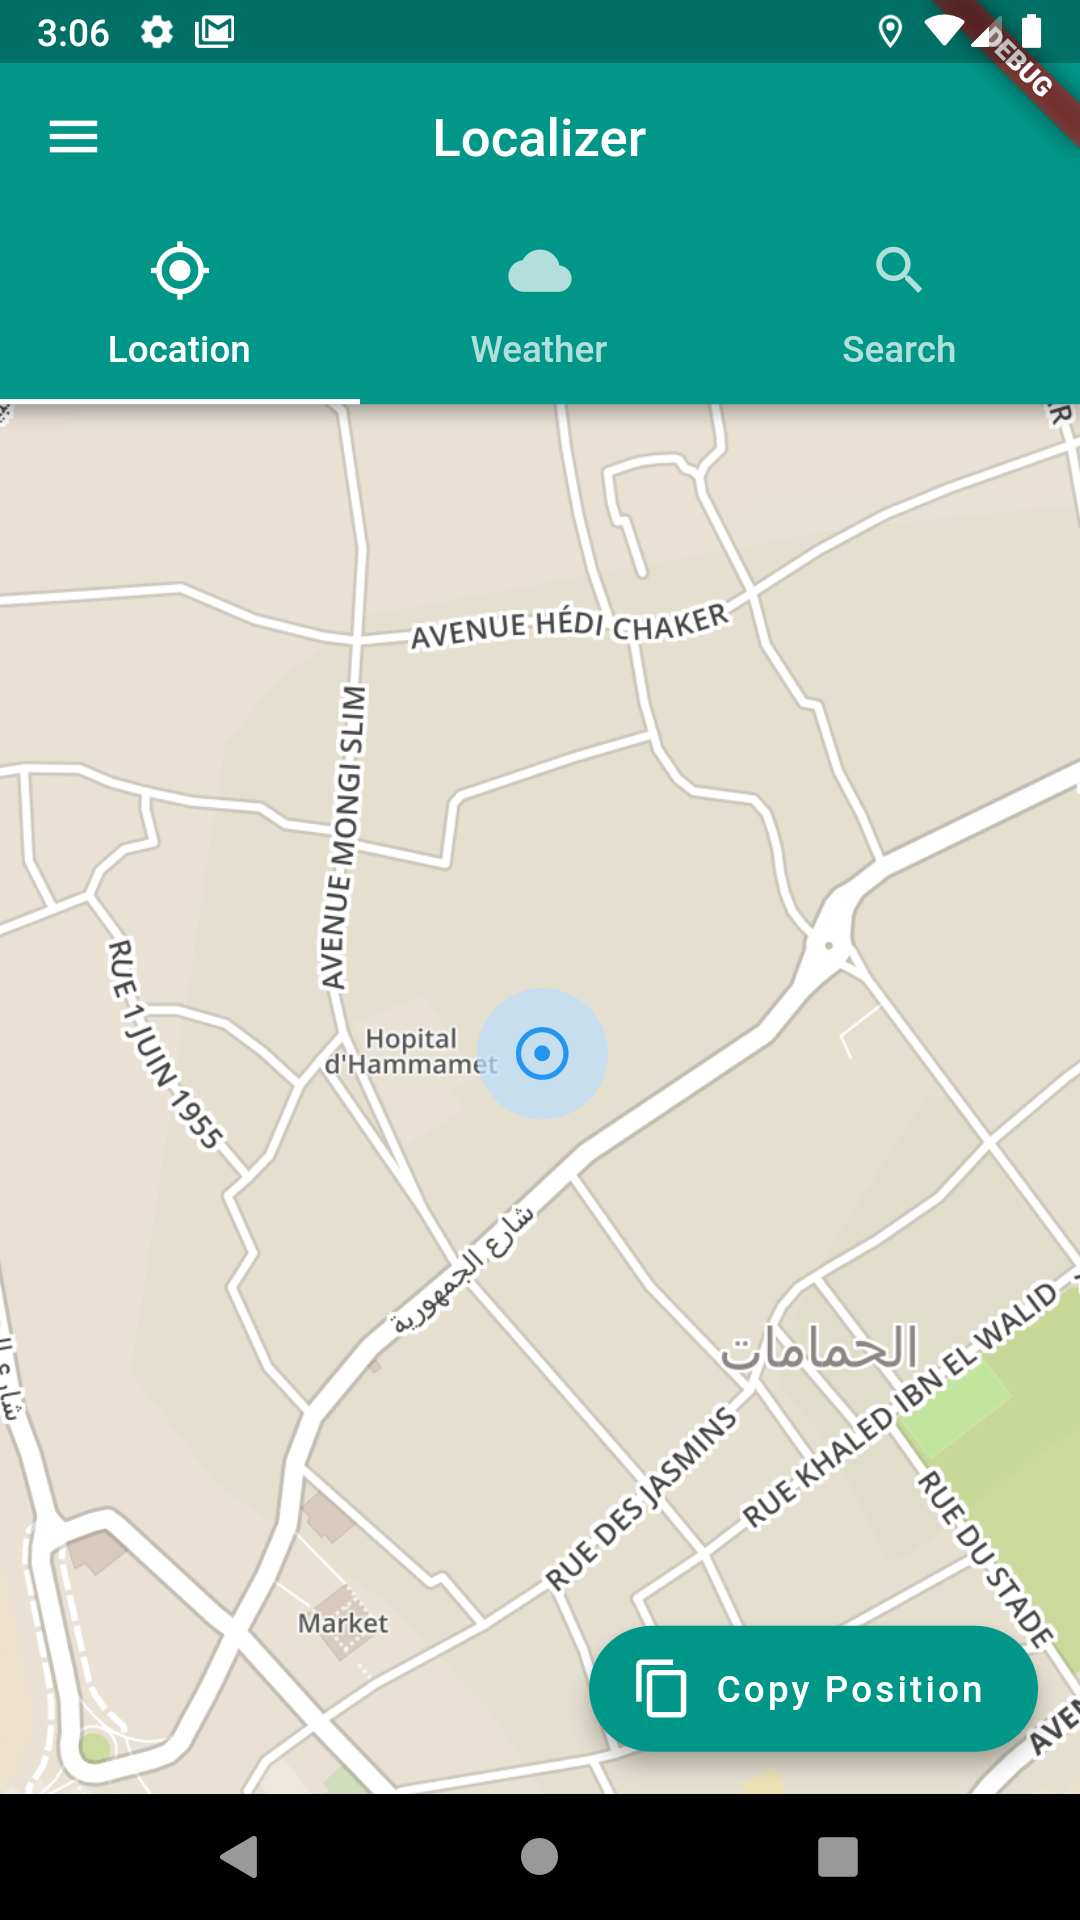 3:06
DEBUG
Localizer
Location
Weather
Search
AVENUE HÉDI CHAKER
AVENUE MONGI SLIM
RUE 1 JUIN 1955
Hopital
d'Hammamet
شارع الجمهورية
الحمامات
RUE KHALED IBN EL WALID
RUE DES JASMINS
RUE DU STADE
Market
Copy Position